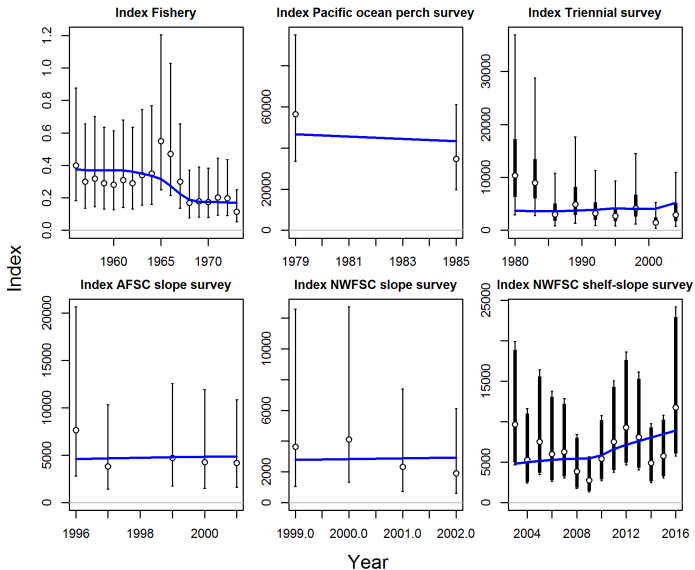 Index Fishery
Index Pacific ocean perch survey
Index Triennial survey
0.0 0.2 0.4 0.6 0.8 1.0 1.2
1960 1965 1970
0 20000 60000
1979 1981 1983 1985
0 10000 20000 30000
1980 1990 2000
Index
Index AFSC slope survey
Index NWFSC slope survey
Index NWFSC shelf-slope survey
0 5000 10000 15000 20000
1996 1998 2000
0 2000 6000 12000
1999.0 2000.0 2001.0 2002.0
0 5000 15000 25000
2004 2008 2012 2016
Year